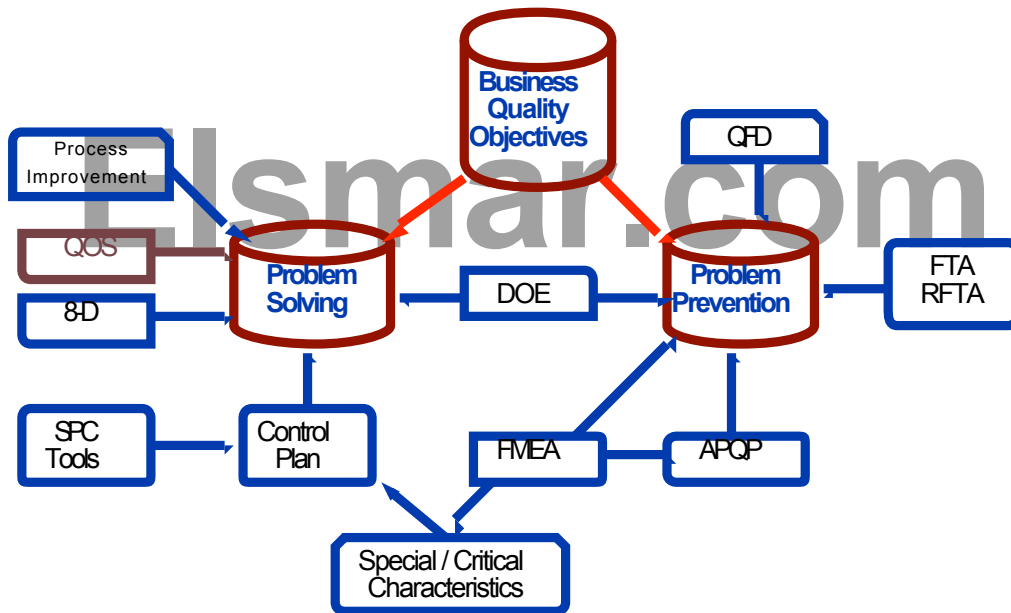 Elsmar.com
Business
Quality
Objectives
Process
Improvement
QFD
QOS
Problem
Solving
DOE
Problem
Prevention
FTA
RFTA
8-D
SPC
Tools
Control
Plan
FMEA
APQP
Special / Critical
Characteristics